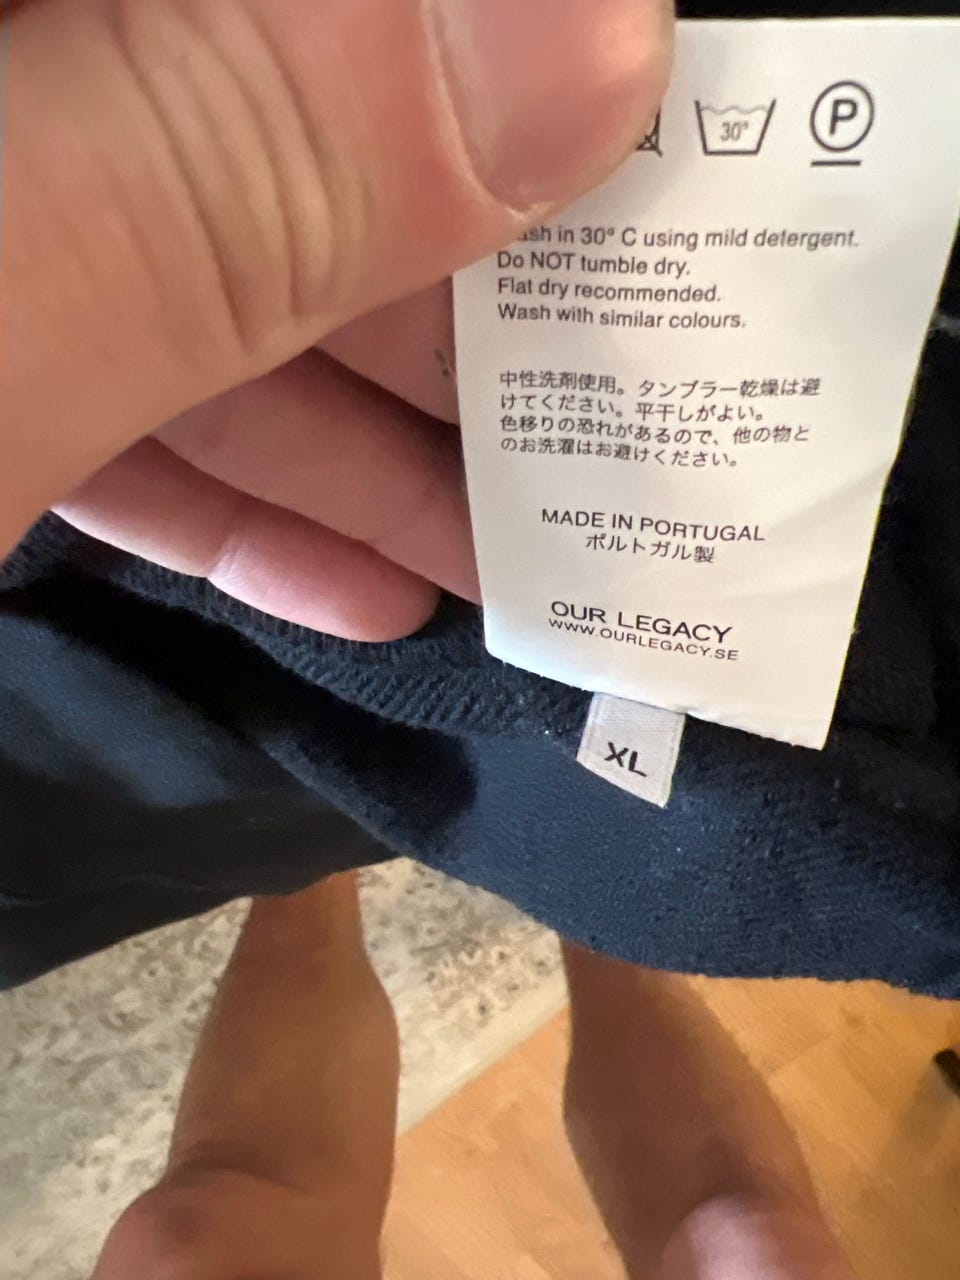 30°
P
in 30° C using mild detergent.
Do NOT tumble dry.
Flat dry recommended.
Wash with similar colours.
中性洗剤使用。タンブラー乾燥は避
けてください。平干しがよい。
色移りの恐れがあるので、他の物と
のお洗濯はお避けください。
MADE IN PORTUGAL
ポルトガル製
OUR LEGACY
WWW.OURLEGACY.SE
XL